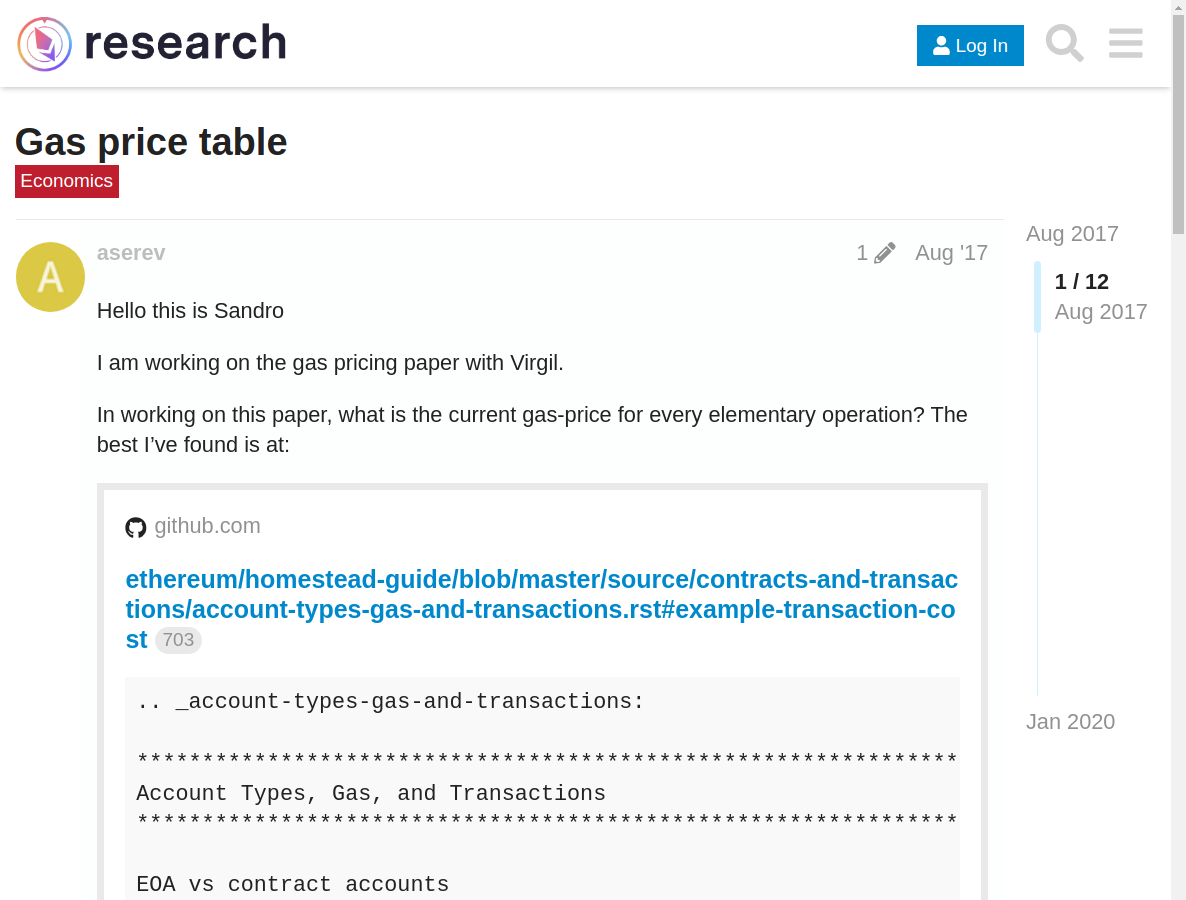 research
Log In
Gas price table
Economics
aserev
1
Aug '17
A
Hello this is Sandro
I am working on the gas pricing paper with Virgil.
In working on this paper, what is the current gas-price for every elementary operation? The
best I’ve found is at:
github.com
ethereum/homestead-guide/blob/master/source/contracts-and-transac
tions/account-types-gas-and-transactions.rst#example-transaction-co
st 703
.. _account-types-gas-and-transactions:
***************************************************************
Account Types, Gas, and Transactions
***************************************************************
EOA vs contract accounts
Aug 2017
1 / 12
Aug 2017
Jan 2020